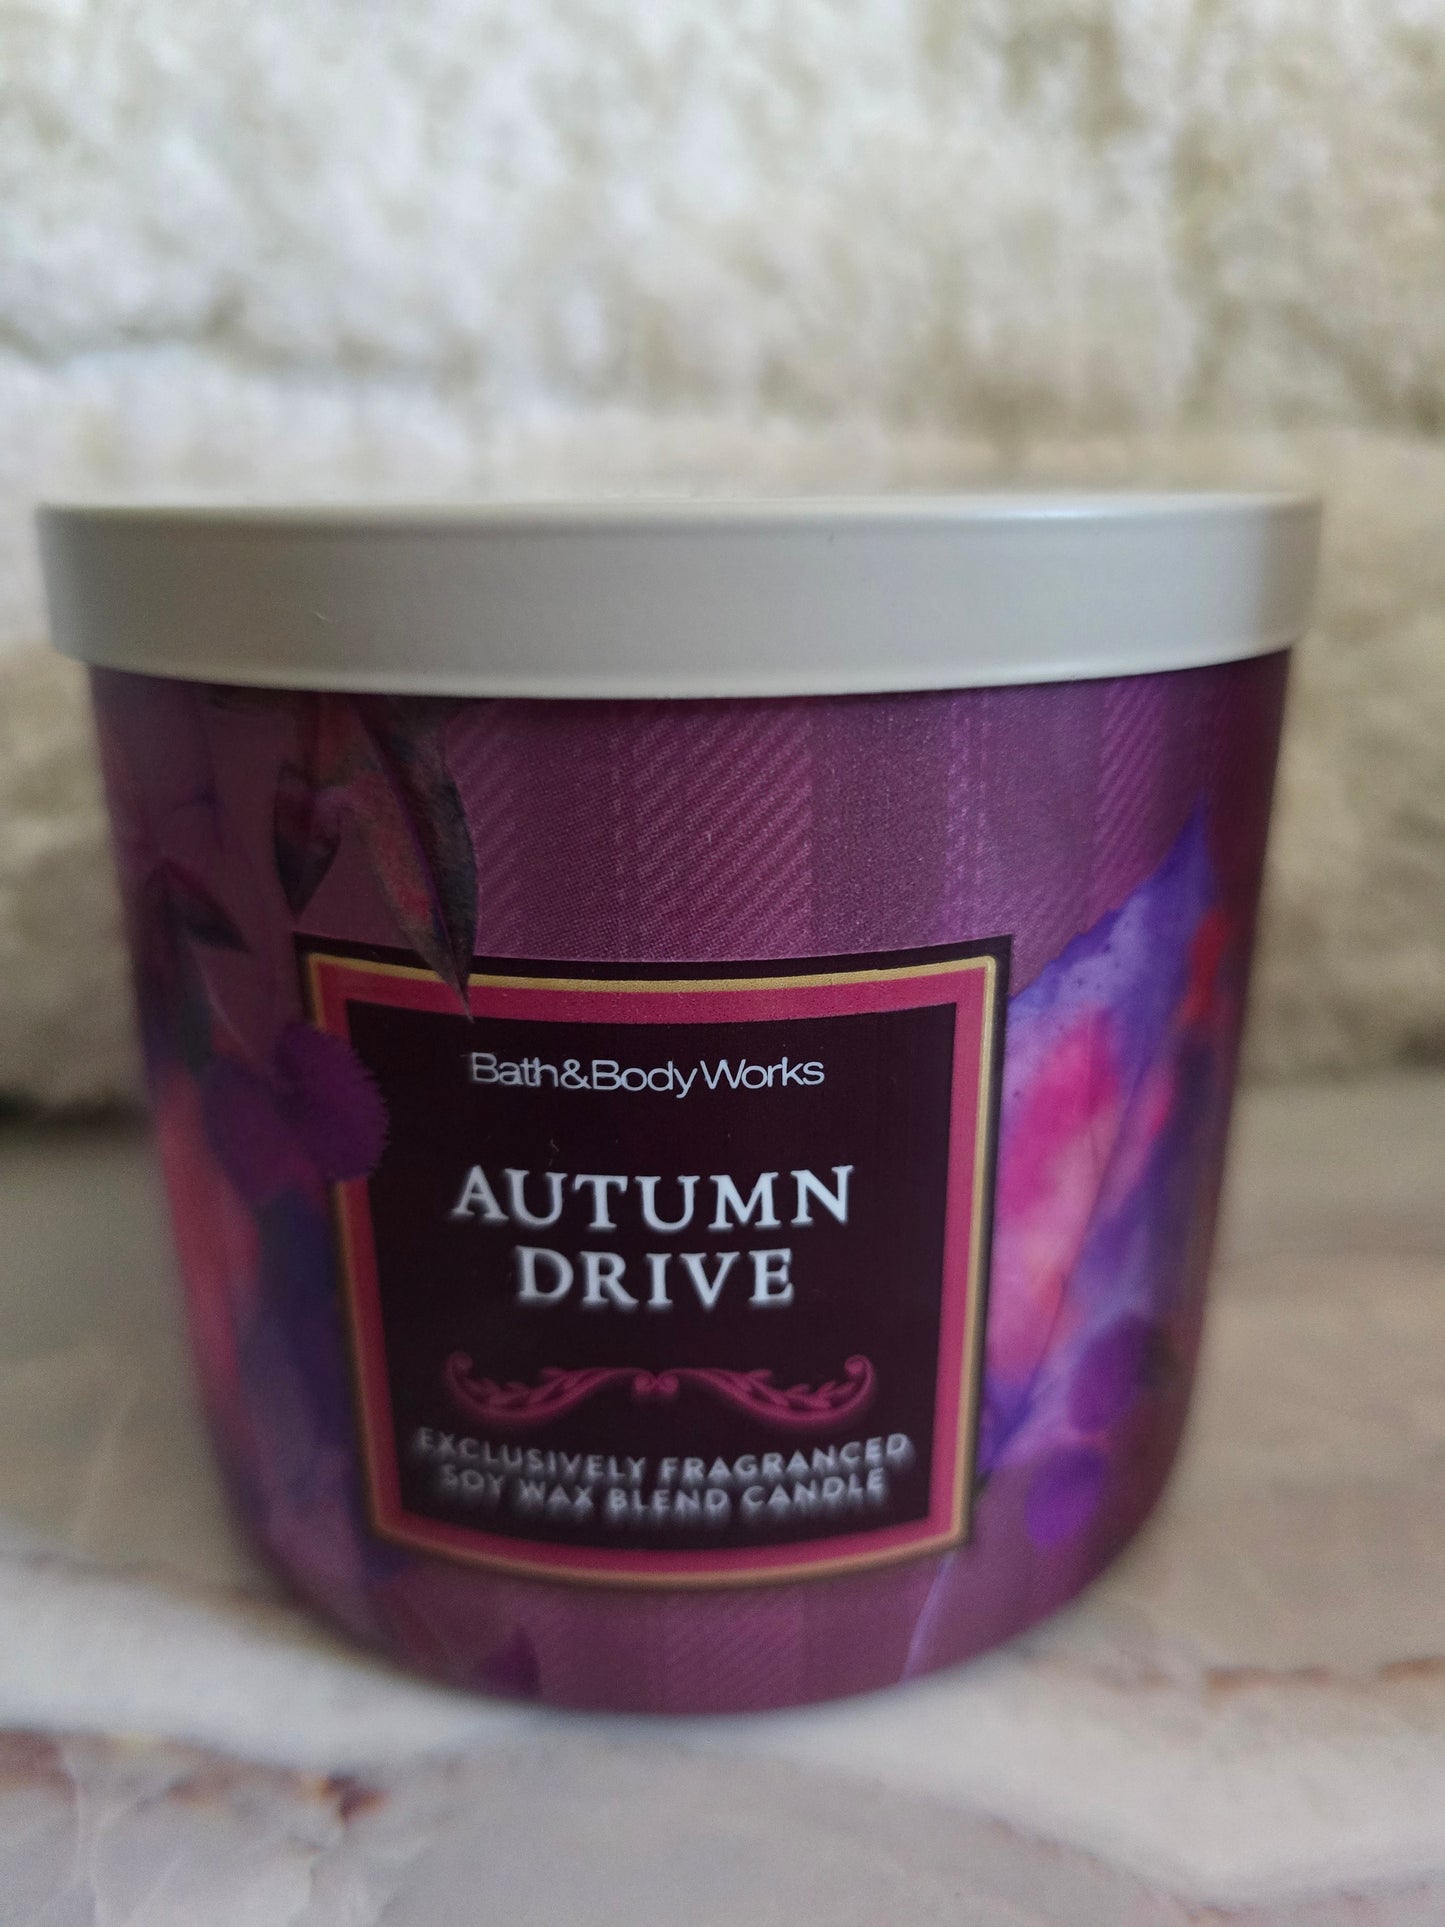 Bath&BodyWorks
AUTUMN
DRIVE
EXCLUSIVELY FRAGRANCED
SOY WAX BLEND CANDLE